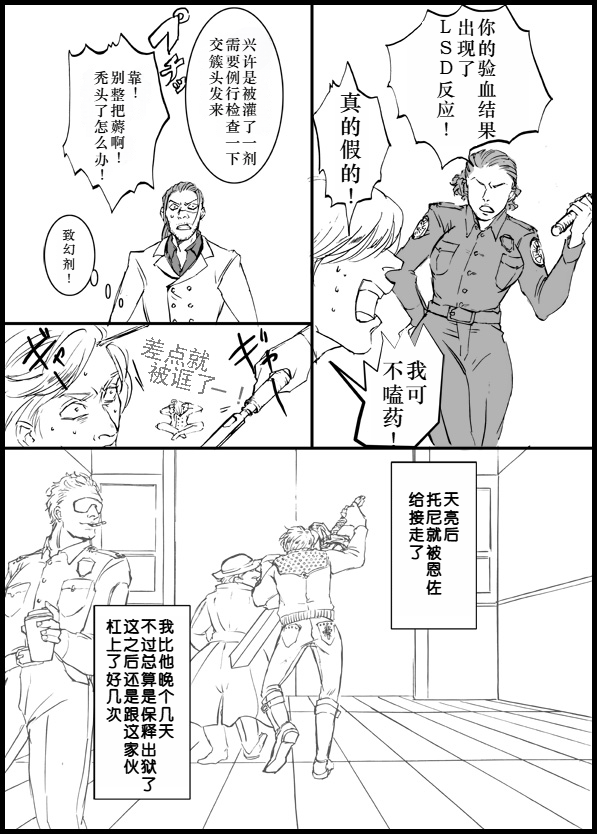 你的验血结果
出现了
LSD反应！
真的假的！
我可
不嗑药！
兴许是被灌了一剂
需要例行检查一下
交簇头发来
靠！
别整把薅啊！
秃头了怎么办！
致幻剂！
差点就
被诓了—！
天亮后
托尼就被恩佐
给接走了
我比他晚个几天
不过总算是保释出狱了
这之后还是跟这家伙
杠上了好几次